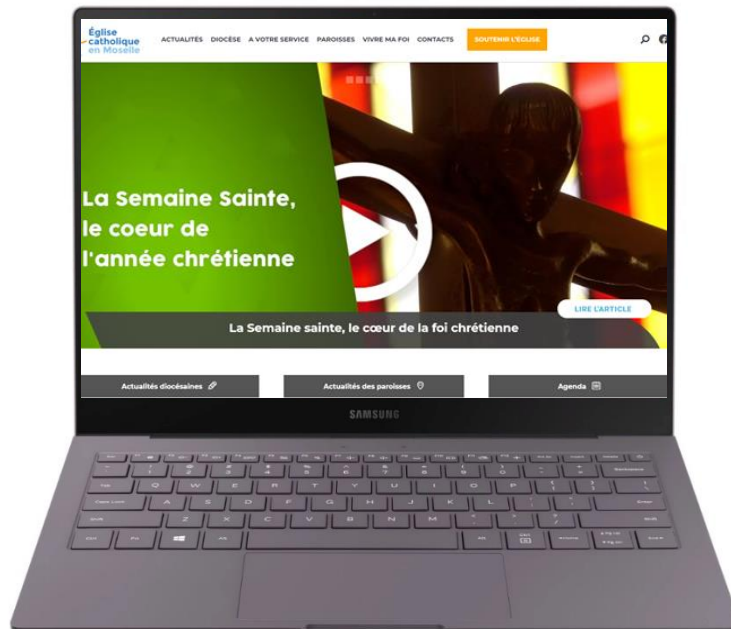 Église
catholique
en Moselle
ACTUALITÉS DIOCÈSE A VOTRE SERVICE PAROISSES VIVRE MA FOI CONTACTS SOUTENIR L'ÉGLISE
La Semaine Sainte,
le coeur de
l'année chrétienne
LIRE L'ARTICLE
La Semaine sainte, le cœur de la foi chrétienne
Actualités diocésaines Actualités des paroisses Agenda
SAMSUNG
Q W E R T Y U I O P
A S D F G H J K L
Z X C V B N M